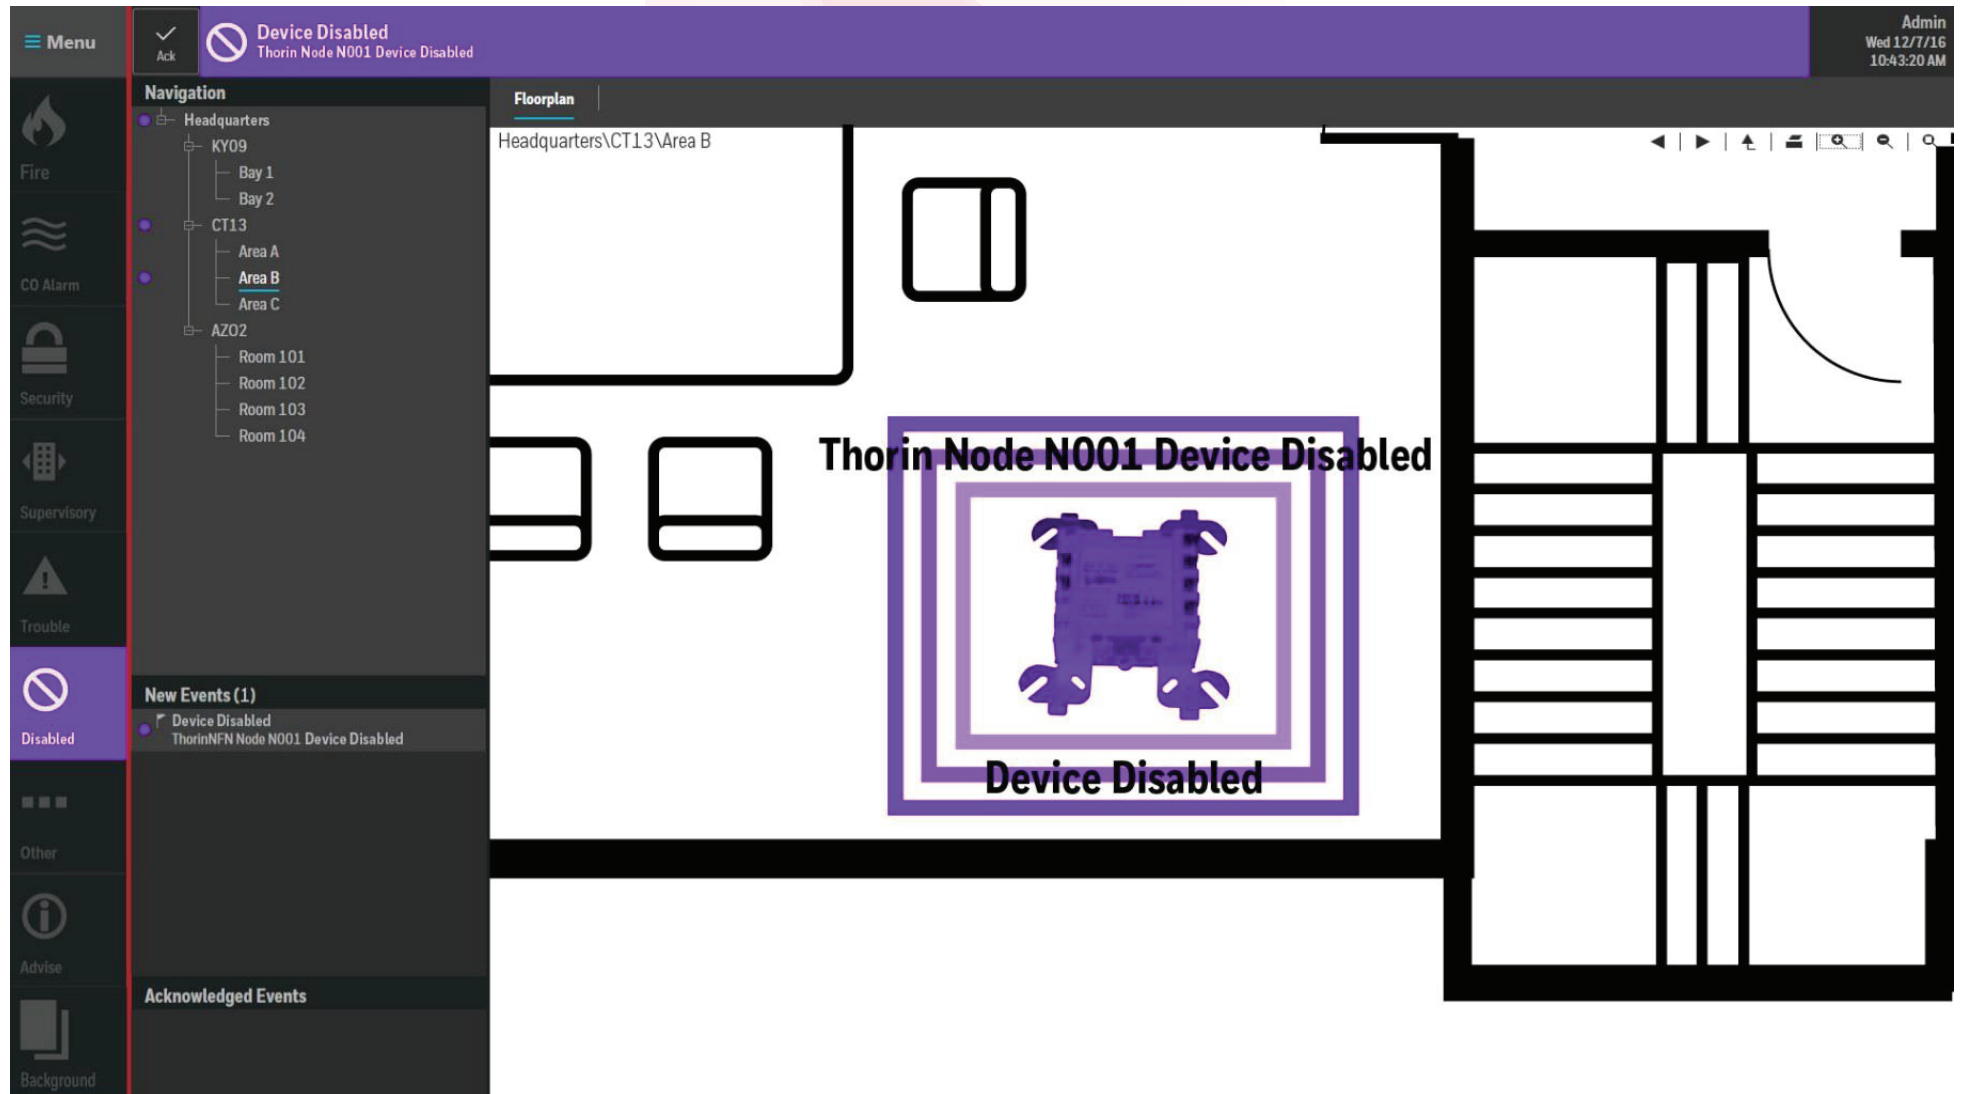 Menu
Ack
Device Disabled
Thorin Node N001 Device Disabled
Admin
Wed 12/7/16
10:43:20 AM
Fire
CO Alarm
Security
Supervisory
Trouble
Disabled
Other
Advise
Background
Navigation
Headquarters
KY09
Bay 1
Bay 2
CT13
Area A
Area B
Area C
AZ02
Room 101
Room 102
Room 103
Room 104
New Events (1)
Device Disabled
ThorinNFN Node N001 Device Disabled
Acknowledged Events
Floorplan
Headquarters\CT13\Area B
Thorin Node N001 Device Disabled
Device Disabled